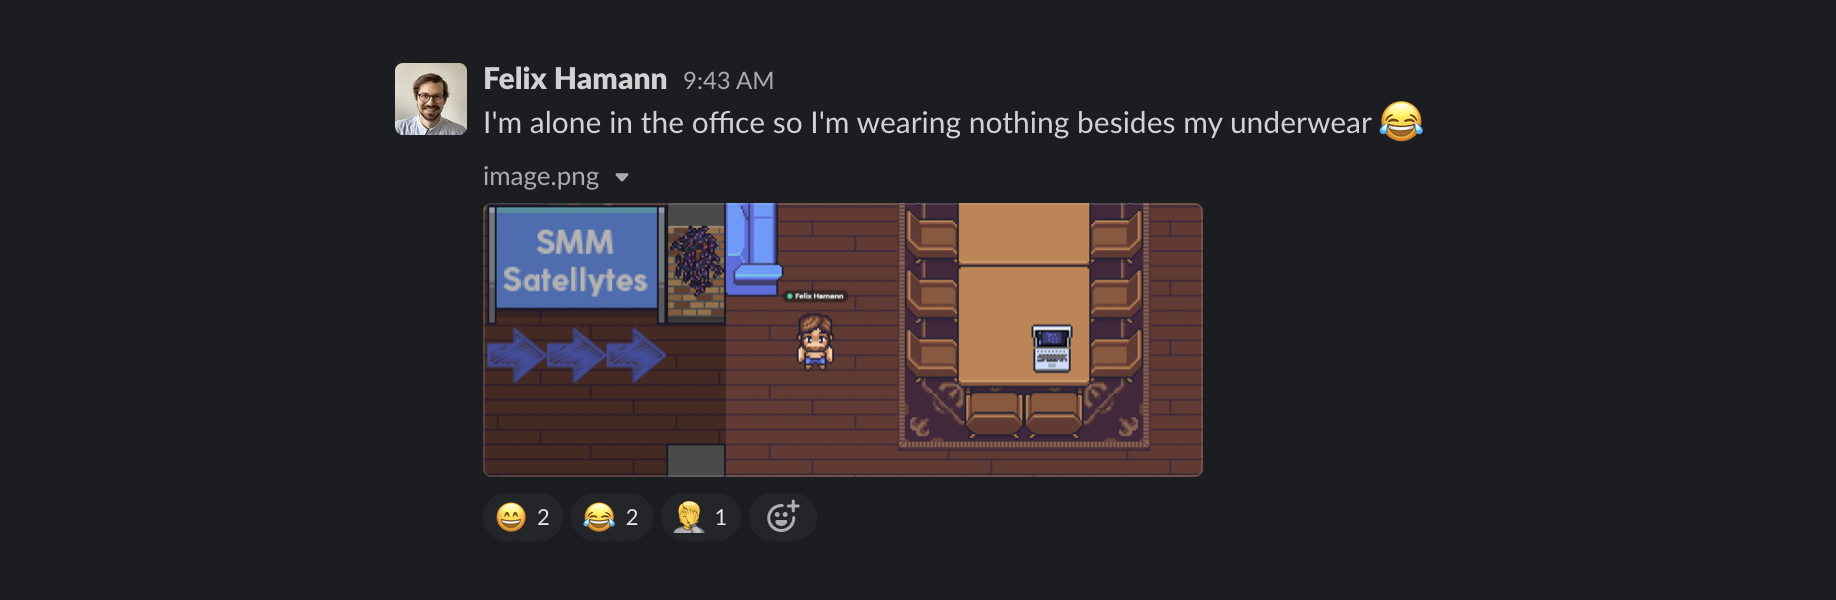 Felix Hamann 9:43 AM
I'm alone in the office so I'm wearing nothing besides my underwear 😂
image.png
SMM
Satellytes
Felix Hamann
2 2 1